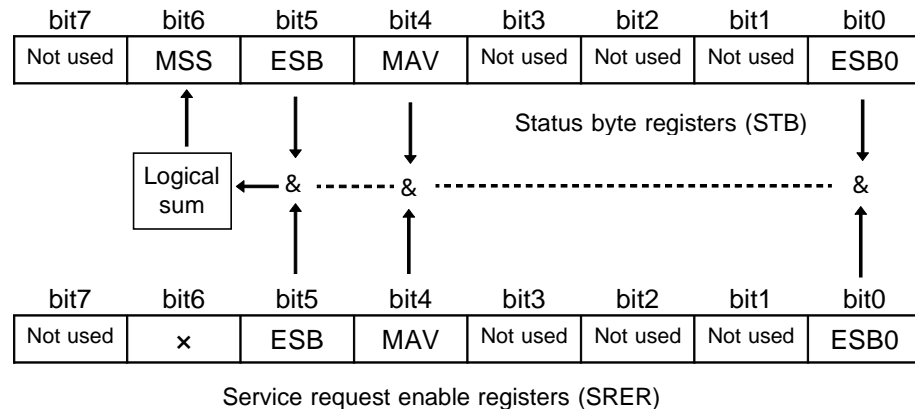 bit7 bit6 bit5 bit4 bit3 bit2 bit1 bit0
Not used MSS ESB MAV Not used Not used Not used ESB0
Status byte registers (STB)
Logical
sum
& & &
bit7 bit6 bit5 bit4 bit3 bit2 bit1 bit0
Not used × ESB MAV Not used Not used Not used ESB0
Service request enable registers (SRER)